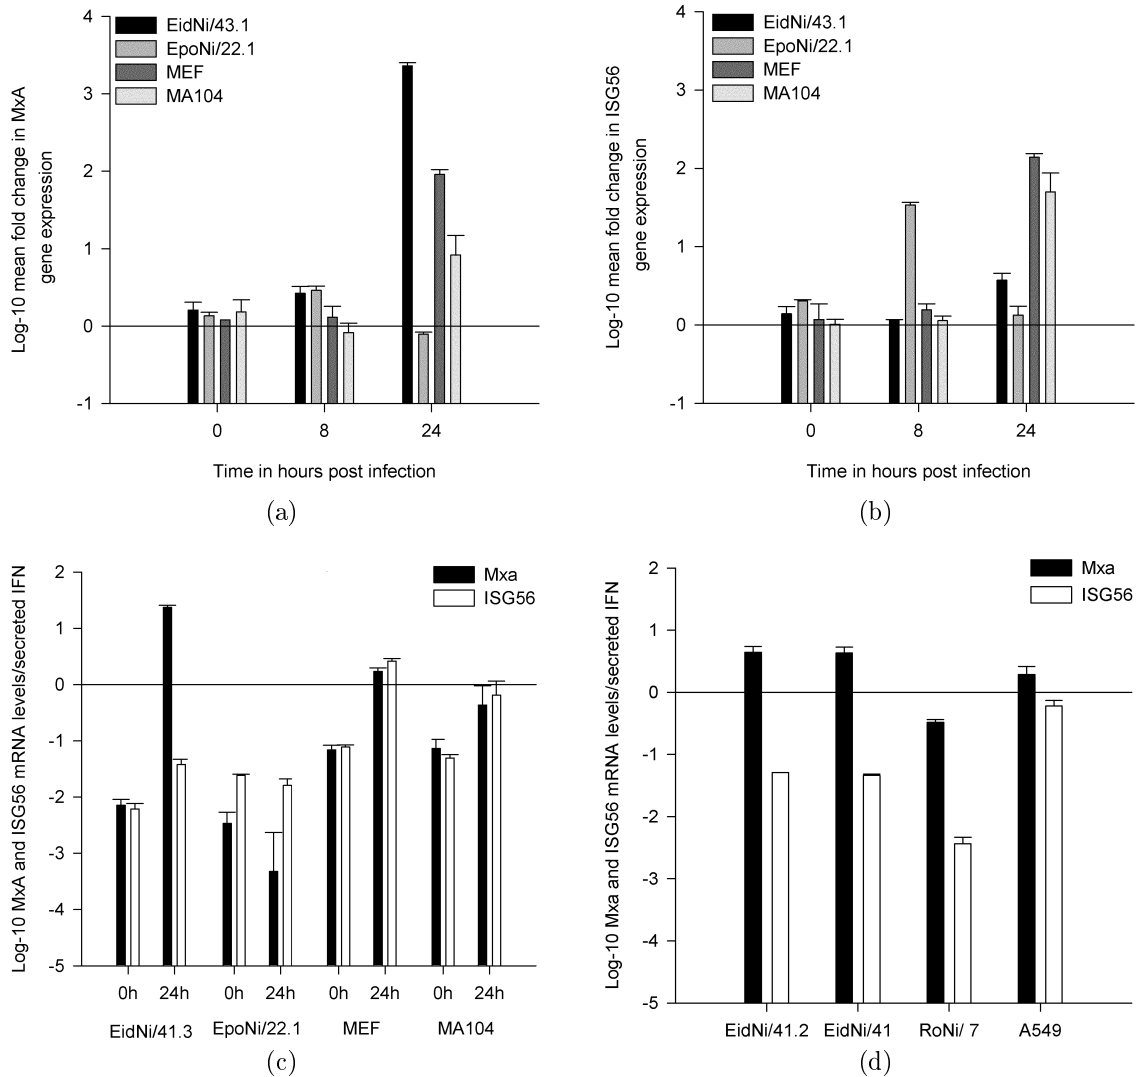 4
3
2
1
0
-1
Log-10 mean fold change in MxA
gene expression
EidNi/43.1
EpoNi/22.1
MEF
MA104
0 8 24
Time in hours post infection
(a)
4
3
2
1
0
-1
Log-10 mean fold change in ISG56
gene expression
EidNi/43.1
EpoNi/22.1
MEF
MA104
0 8 24
Time in hours post infection
(b)
2
1
0
-1
-2
-3
-4
-5
Log-10 MxA and ISG56 mRNA levels/secreted IFN
Mxa
ISG56
0h 24h 0h 24h 0h 24h 0h 24h
EidNi/41.3 EpoNi/22.1 MEF MA104
(c)
2
1
0
-1
-2
-3
-4
-5
Log-10 Mxa and ISG56 mRNA levels/secreted IFN
Mxa
ISG56
EidNi/41.2 EidNi/41 RoNi/ 7 A549
(d)